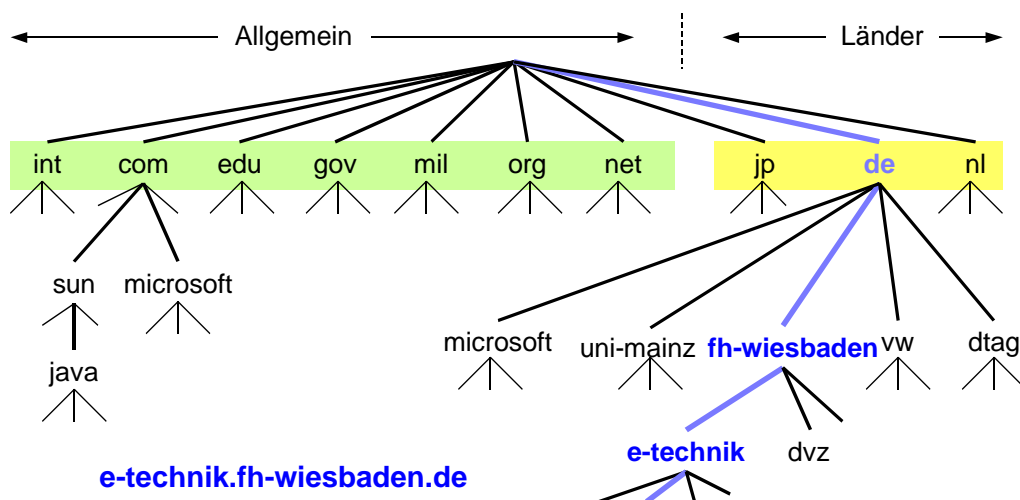 Allgemein Länder
int com edu gov mil org net jp de nl
sun microsoft
microsoft uni-mainz fh-wiesbaden vw dtag
java
e-technik dvz
e-technik.fh-wiesbaden.de